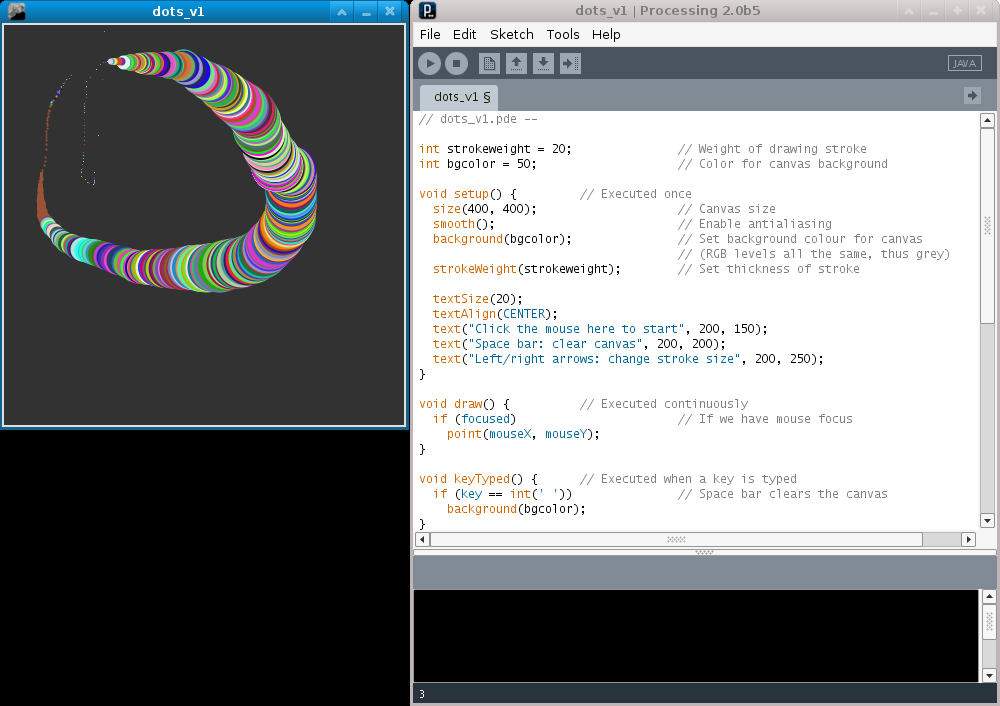 dots_v1
dots_v1 | Processing 2.0b5
File Edit Sketch Tools Help
JAVA
dots_v1 §
// dots_v1.pde --
int strokeweight = 20; // Weight of drawing stroke
int bgcolor = 50; // Color for canvas background
void setup() { // Executed once
size(400, 400); // Canvas size
smooth(); // Enable antialiasing
background(bgcolor); // Set background colour for canvas
// (RGB levels all the same, thus grey)
strokeWeight(strokeweight); // Set thickness of stroke
textSize(20);
textAlign(CENTER);
text("Click the mouse here to start", 200, 150);
text("Space bar: clear canvas", 200, 200);
text("Left/right arrows: change stroke size", 200, 250);
}
void draw() { // Executed continuously
if (focused) // If we have mouse focus
point(mouseX, mouseY);
}
void keyTyped() { // Executed when a key is typed
if (key == int(' ')) // Space bar clears the canvas
background(bgcolor);
}
3